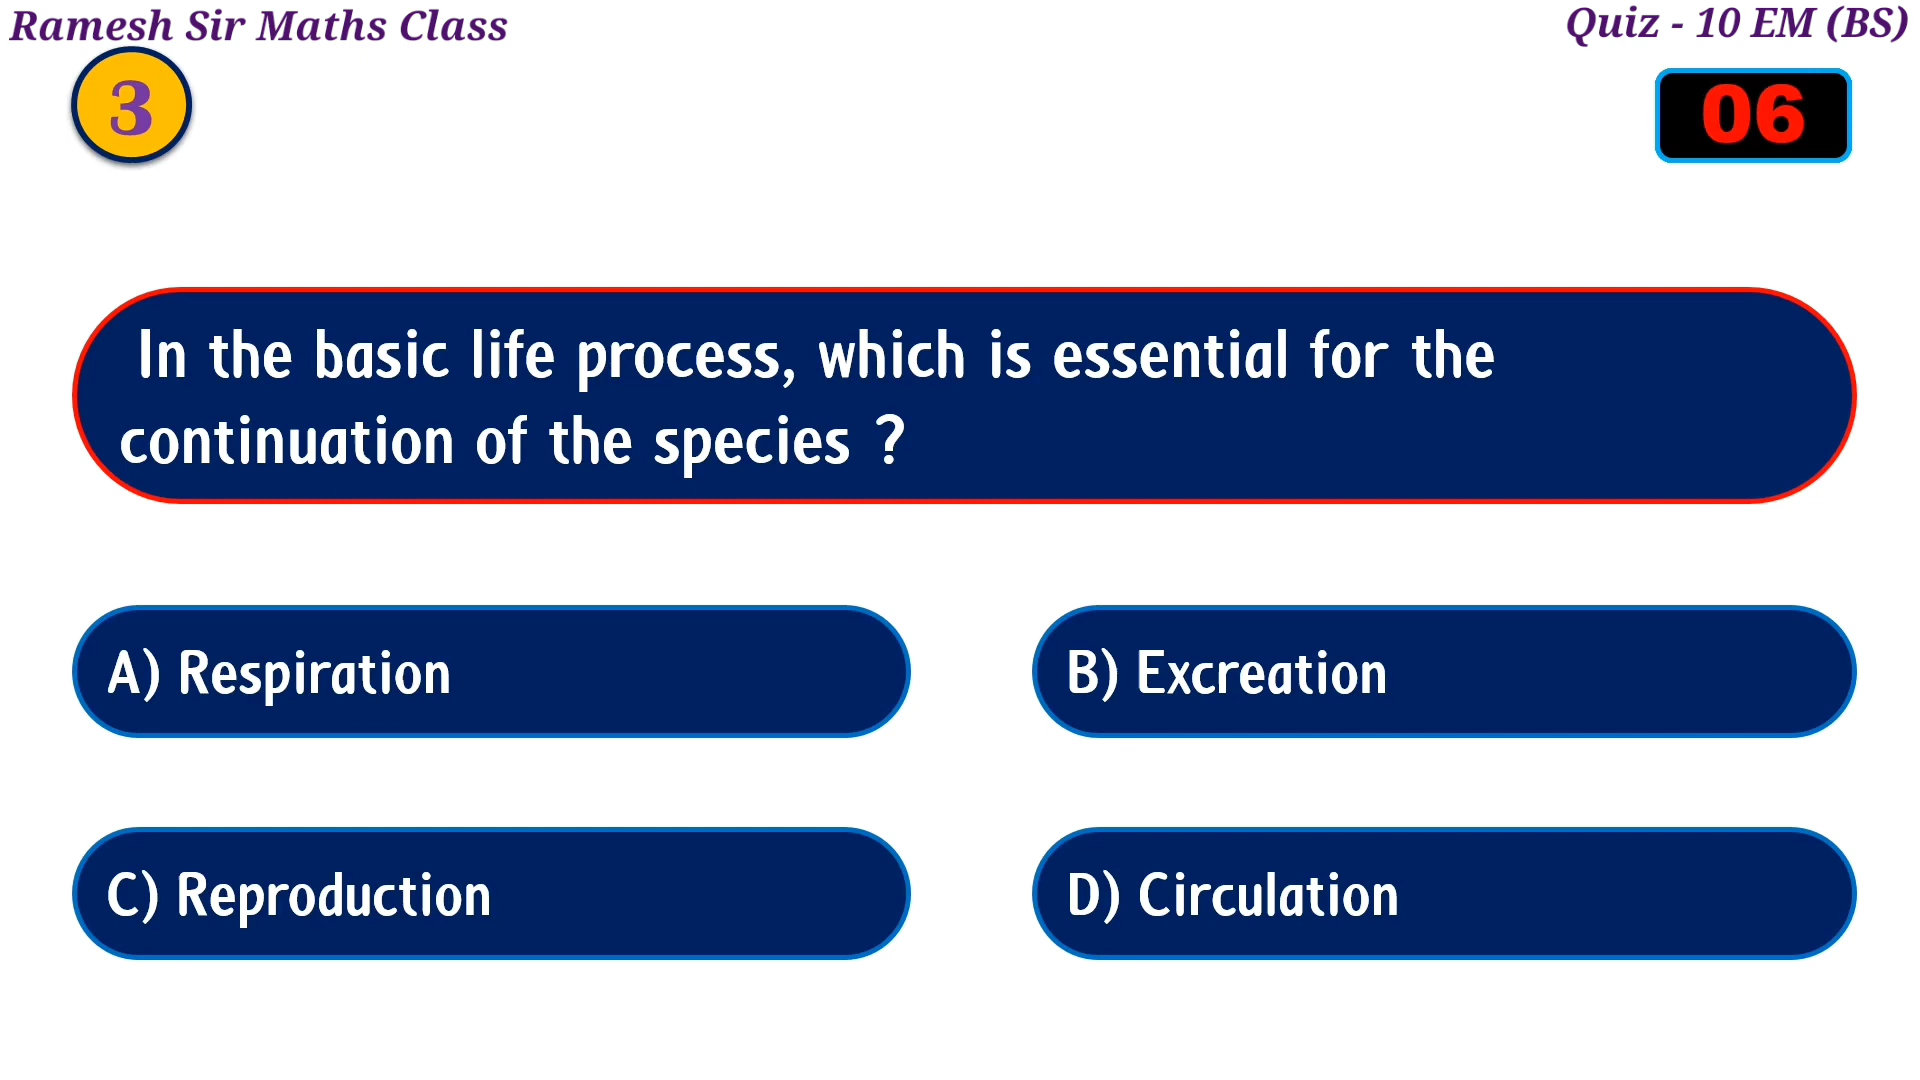 Ramesh Sir Maths Class
Quiz - 10 EM (BS)
3
06
In the basic life process, which is essential for the
continuation of the species ?
A) Respiration
B) Excreation
C) Reproduction
D) Circulation